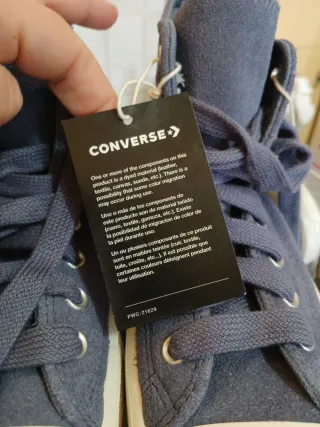 CONVERSE
One or more of the components on this
product is a dyed material (leather,
textile, canvas, suede, etc.). There is a
possibility that some color migration
may occur during use.
Uno o más de los componentes de
este producto son de material teñido
(cuero, textile, gamuza, etc.). Existe
la posibilidad de migracion de color de
la piel durante uso.
Un ou plusiers composants de ce produit
sont en matière teintée (cuir, textile,
toile, croûte, etc...). Il est possible que
certaines couleurs déteignent pendant
leur utilisation.
PWC-21629